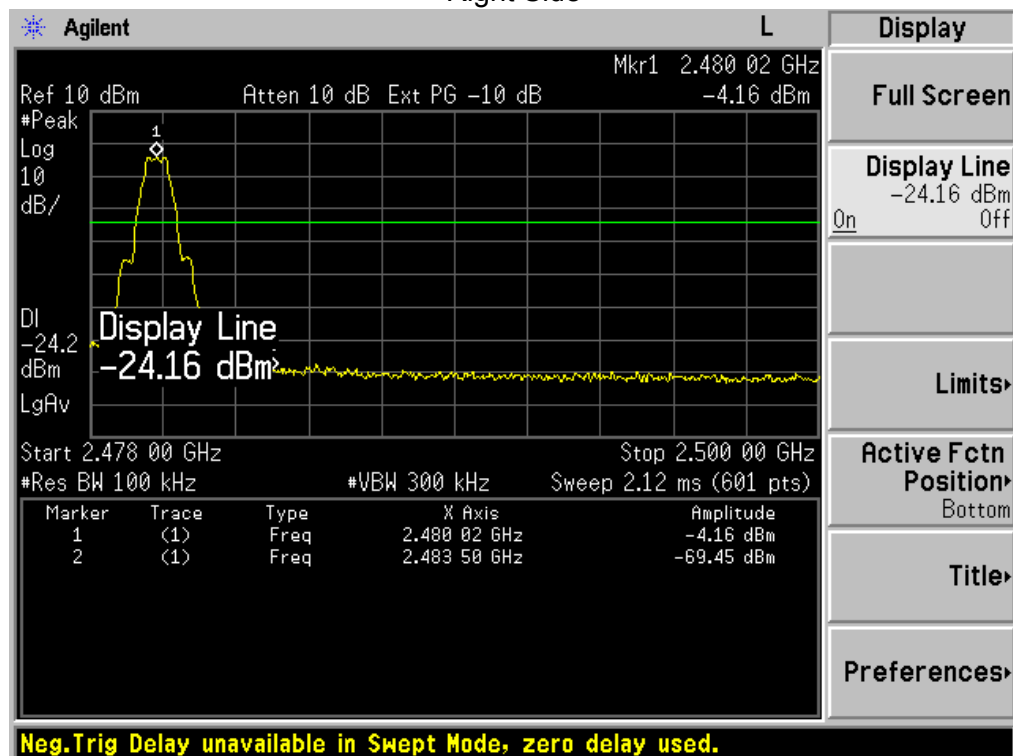 Agilent L
Mkr1 2.480 02 GHz
Ref 10 dBm Atten 10 dB Ext PG -10 dB -4.16 dBm
#Peak
Log
10
dB/
1
DI
-24.2
dBm
LgAv
Display Line
-24.16 dBm
Start 2.478 00 GHz Stop 2.500 00 GHz
#Res BW 100 kHz #VBW 300 kHz Sweep 2.12 ms (601 pts)
Marker Trace Type X Axis Amplitude
1 (1) Freq 2.480 02 GHz -4.16 dBm
2 (1) Freq 2.483 50 GHz -69.45 dBm
Neg.Trig Delay unavailable in Swept Mode, zero delay used.
Display
Full Screen
Display Line
-24.16 dBm
On Off
Limits
Active Fctn
Position
Bottom
Title
Preferences